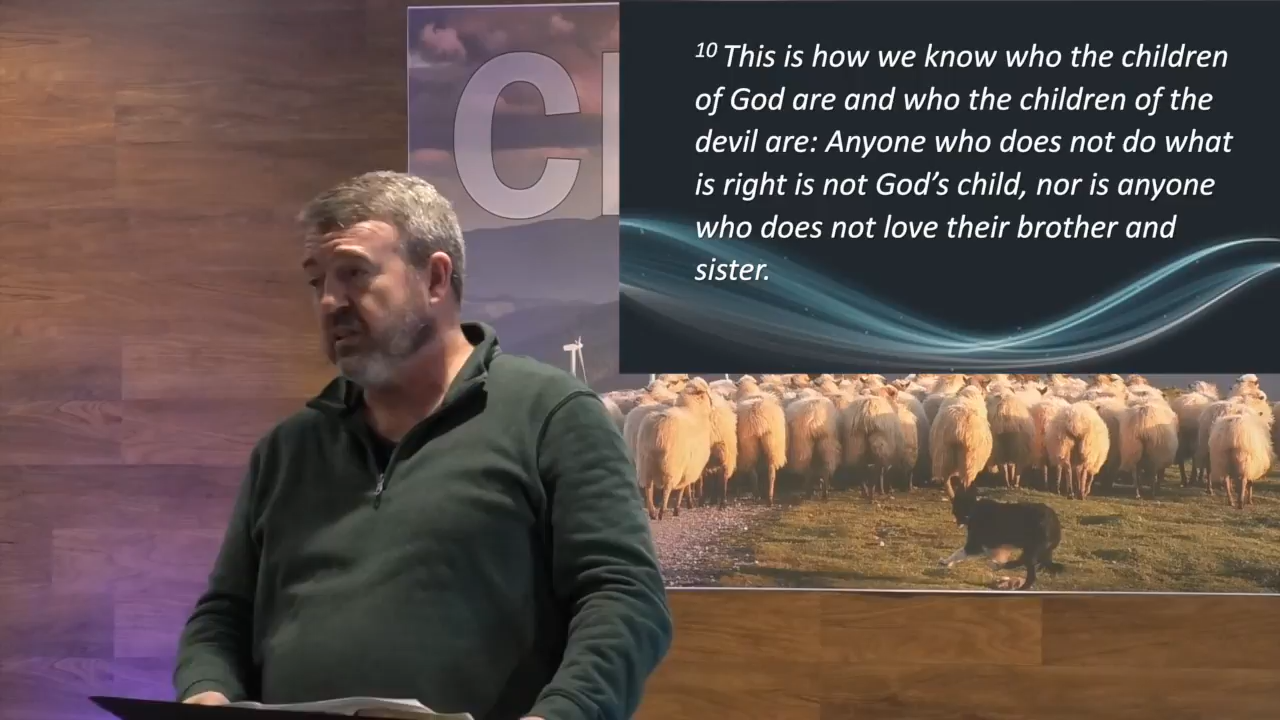 C
10 This is how we know who the children
of God are and who the children of the
devil are: Anyone who does not do what
is right is not God’s child, nor is anyone
who does not love their brother and
sister.